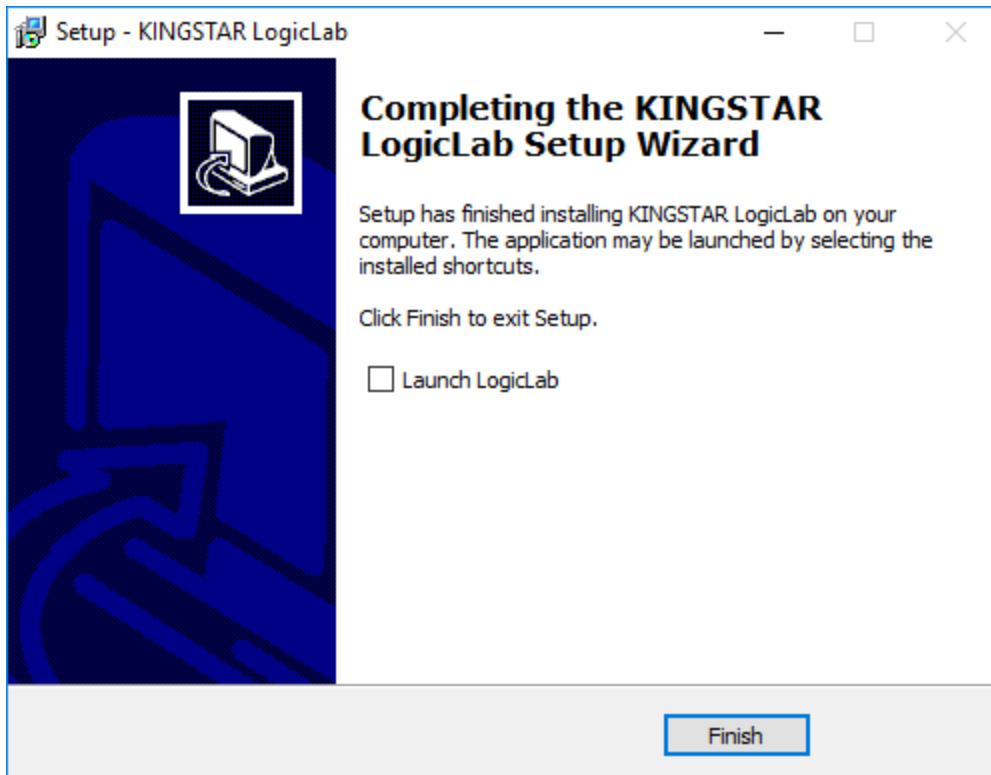 Setup - KINGSTAR LogicLab
Completing the KINGSTAR
LogicLab Setup Wizard
Setup has finished installing KINGSTAR LogicLab on your
computer. The application may be launched by selecting the
installed shortcuts.
Click Finish to exit Setup.
Launch LogicLab
Finish